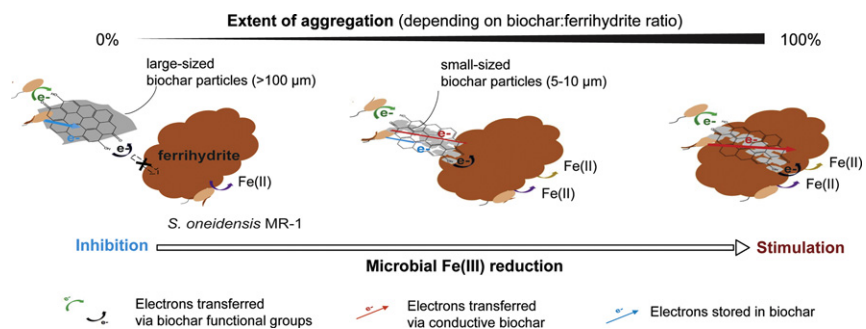 Extent of aggregation (depending on biochar:ferrihydrite ratio)
0%
100%
large-sized
biochar particles (>100 µm)
small-sized
biochar particles (5-10 µm)
e-
e-
e-
e-
ferrihydrite
Fe(II)
e-
e-
e-
e-
Fe(II)
Fe(II)
e-
e-
e-
Fe(II)
Fe(II)
S. oneidensis MR-1
Inhibition
Stimulation
Microbial Fe(III) reduction
e-
e-
Electrons transferred
via biochar functional groups
e-
Electrons transferred
via conductive biochar
e-
Electrons stored in biochar